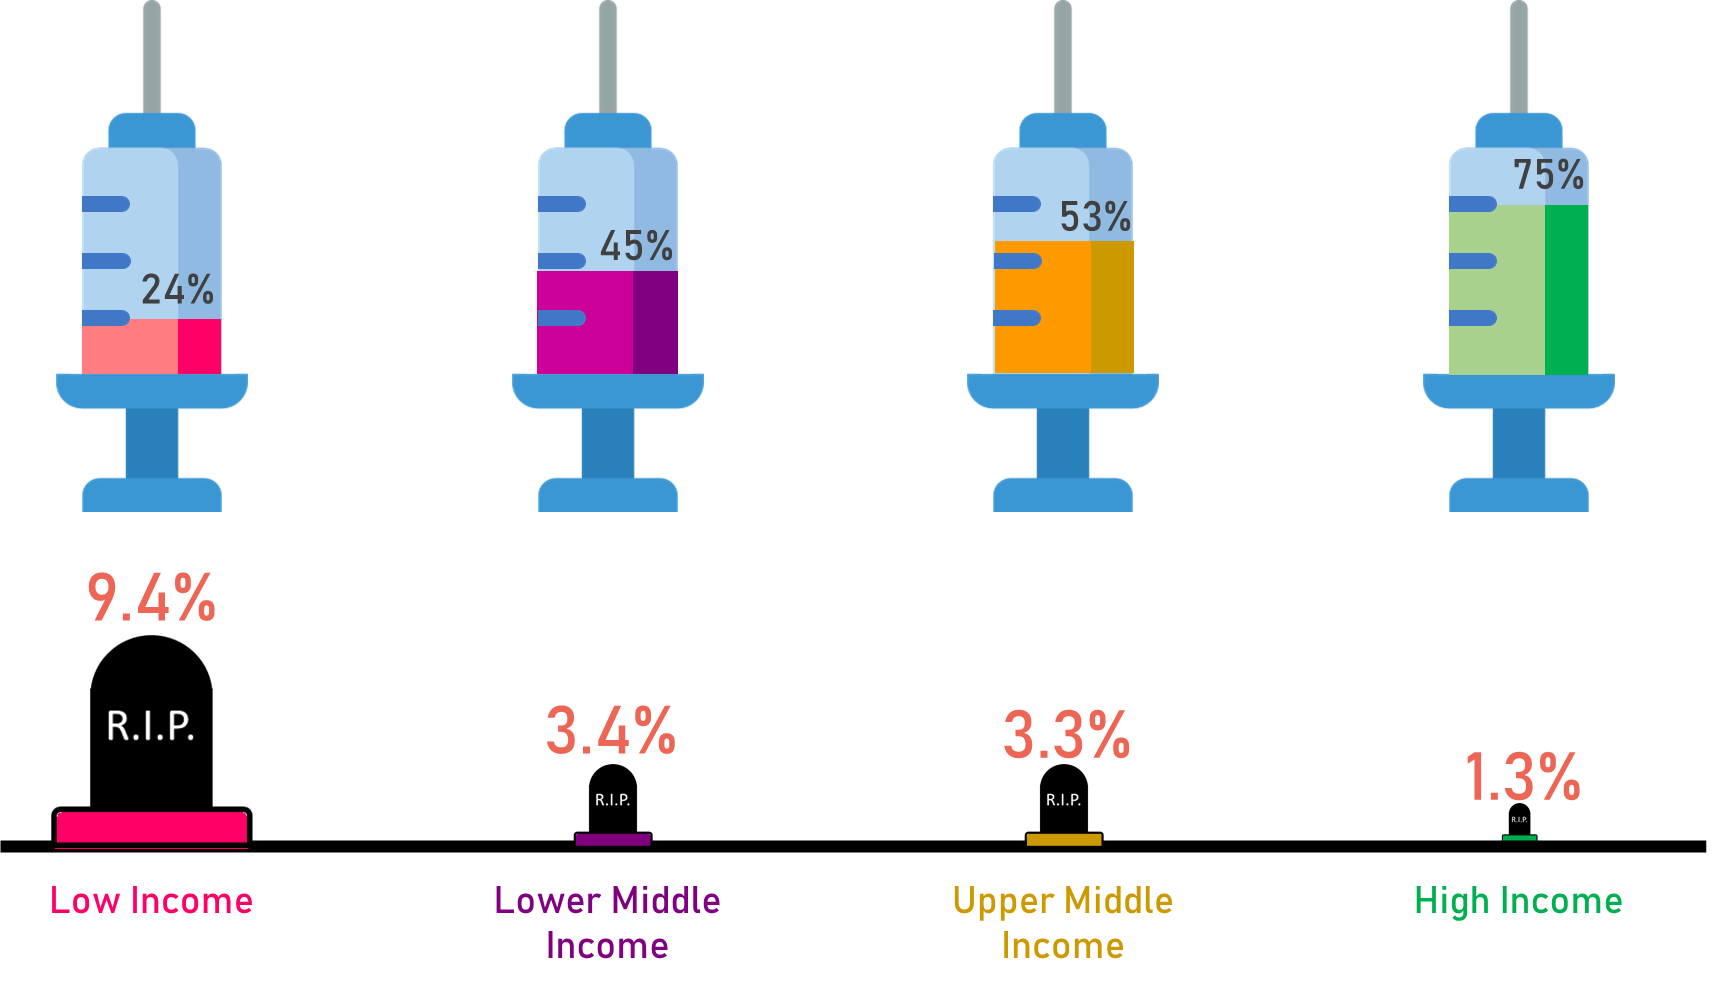 24%
45%
53%
75%
9.4%
3.4%
3.3%
1.3%
R.I.P.
R.I.P.
R.I.P.
R.I.P.
Low Income
Lower Middle
Income
Upper Middle
Income
High Income